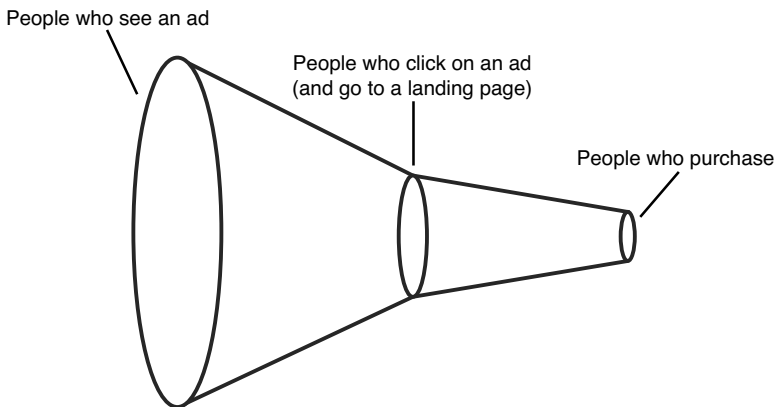 People who see an ad
People who click on an ad
(and go to a landing page)
People who purchase